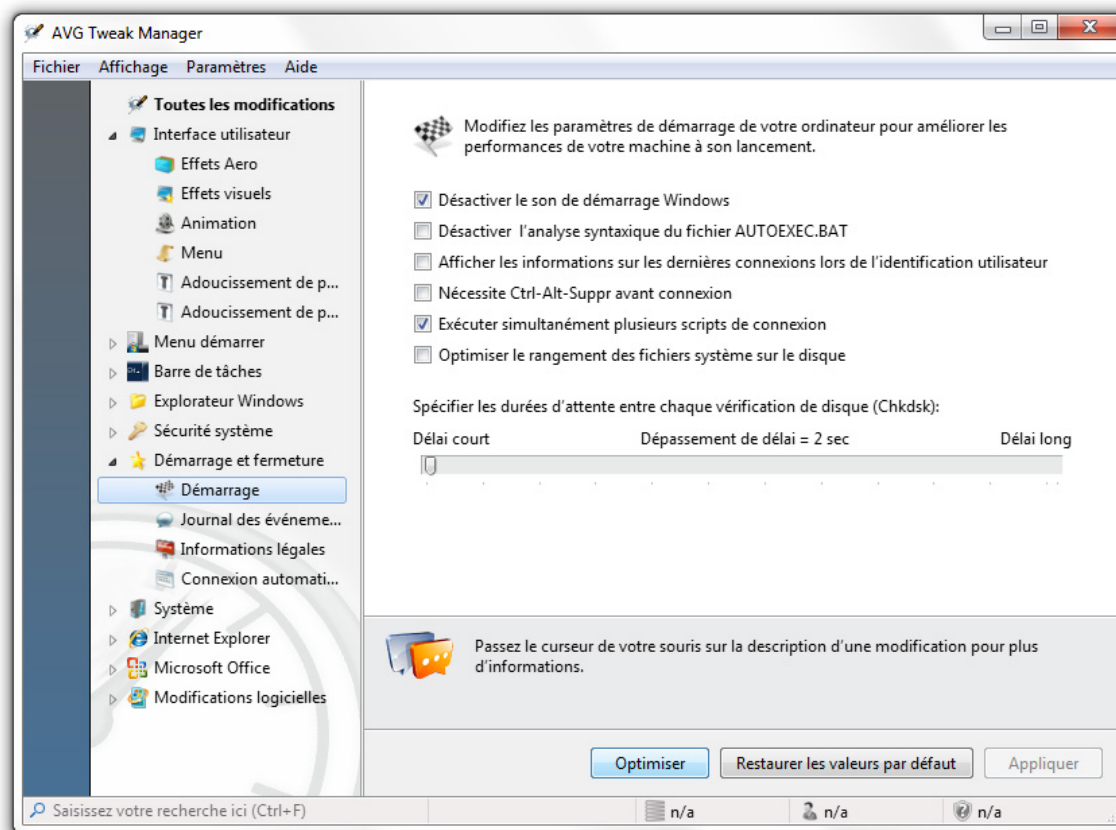 AVG Tweak Manager
Fichier Affichage Paramètres Aide
Toutes les modifications
Interface utilisateur
Effets Aero
Effets visuels
Animation
Menu
Adoucissement de p...
Adoucissement de p...
Menu démarrer
Barre de tâches
Explorateur Windows
Sécurité système
Démarrage et fermeture
Démarrage
Journal des événeme...
Informations légales
Connexion automati...
Système
Internet Explorer
Microsoft Office
Modifications logicielles
Modifiez les paramètres de démarrage de votre ordinateur pour améliorer les
performances de votre machine à son lancement.
Désactiver le son de démarrage Windows
Désactiver l'analyse syntaxique du fichier AUTOEXEC.BAT
Afficher les informations sur les dernières connexions lors de l'identification utilisateur
Nécessite Ctrl-Alt-Suppr avant connexion
Exécuter simultanément plusieurs scripts de connexion
Optimiser le rangement des fichiers système sur le disque
Spécifier les durées d'attente entre chaque vérification de disque (Chkdsk):
Délai court Dépassement de délai = 2 sec Délai long
Passez le curseur de votre souris sur la description d'une modification pour plus
d'informations.
Optimiser Restaurer les valeurs par défaut Appliquer
Saisissez votre recherche ici (Ctrl+F) n/a n/a n/a